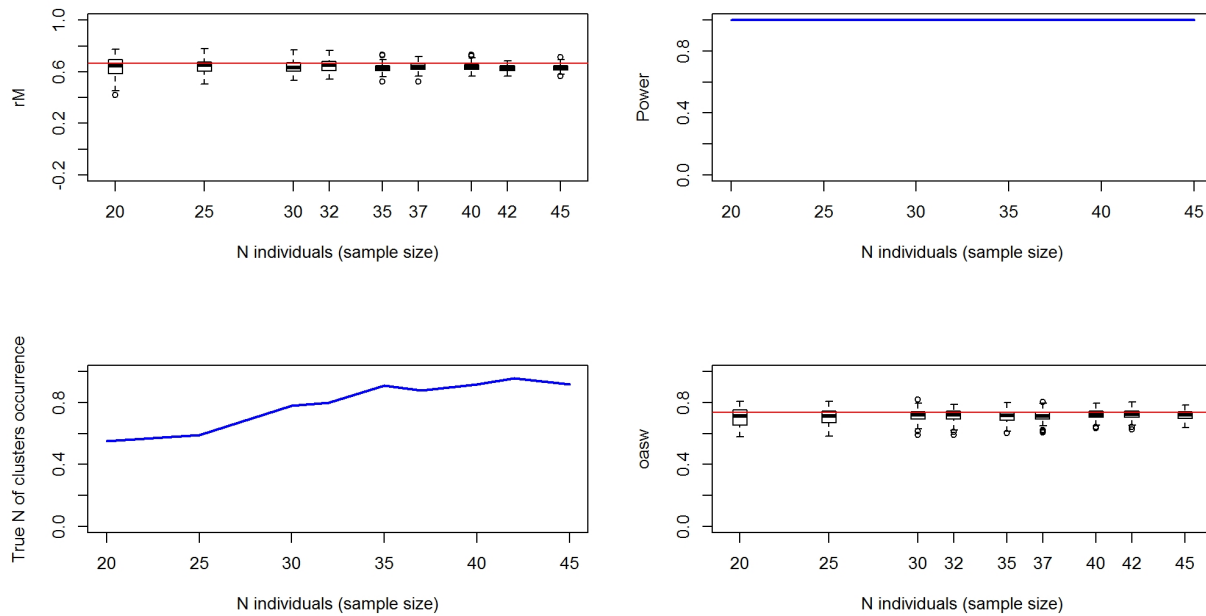 rM
1.0
0.6
0.2
-0.2
20 25 30 32 35 37 40 42 45
N individuals (sample size)
Power
0.8
0.4
0.0
20 25 30 35 40 45
N individuals (sample size)
True N of clusters occurrence
0.8
0.4
0.0
20 25 30 35 40 45
N individuals (sample size)
oasw
0.8
0.4
0.0
20 25 30 32 35 37 40 42 45
N individuals (sample size)